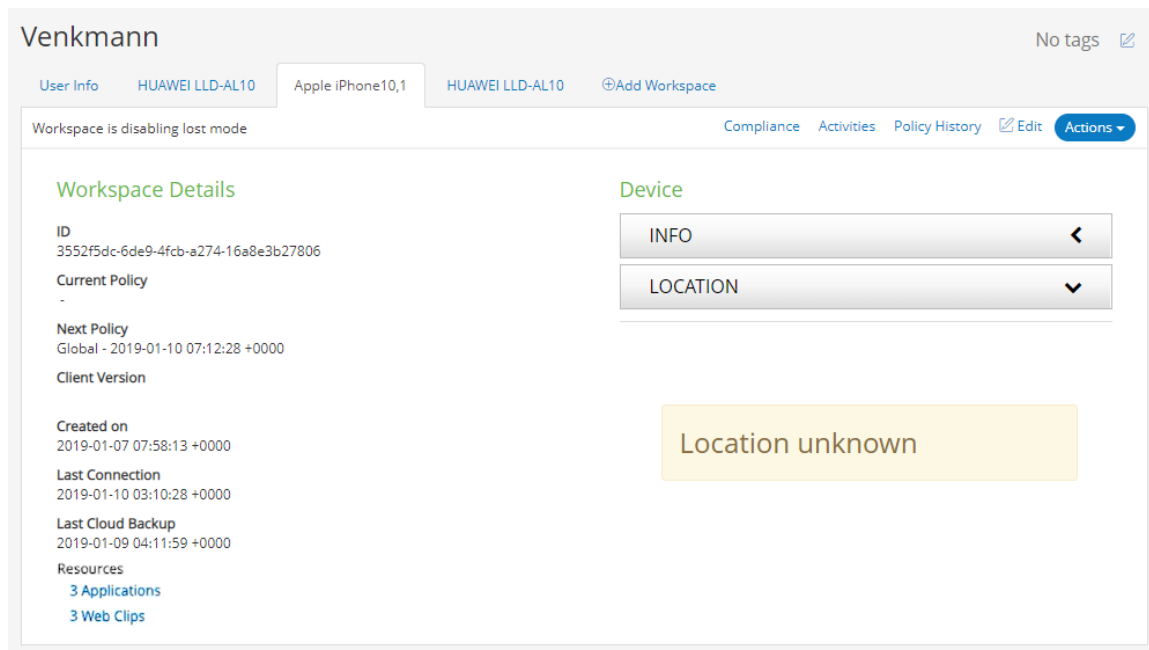 Venkmann
No tags
User Info HUAWEI LLD-AL10 Apple iPhone10,1 HUAWEI LLD-AL10 Add Workspace
Workspace is disabling lost mode Compliance Activities Policy History Edit Actions
Workspace Details
ID
3552f5dc-6de9-4fcb-a274-16a8e3b27806
Current Policy
-
Next Policy
Global - 2019-01-10 07:12:28 +0000
Client Version
Created on
2019-01-07 07:58:13 +0000
Last Connection
2019-01-10 03:10:28 +0000
Last Cloud Backup
2019-01-09 04:11:59 +0000
Resources
3 Applications
3 Web Clips
Device
INFO
LOCATION
Location unknown